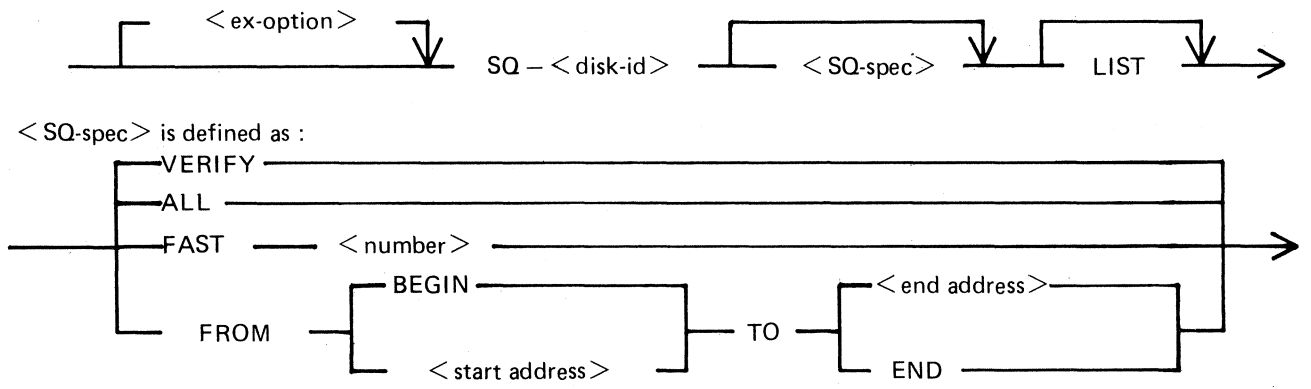 <ex-option>
SQ – <disk-id> <SQ-spec> LIST
<SQ-spec> is defined as :
VERIFY
ALL
FAST <number>
BEGIN <end address>
FROM TO
<start address> END